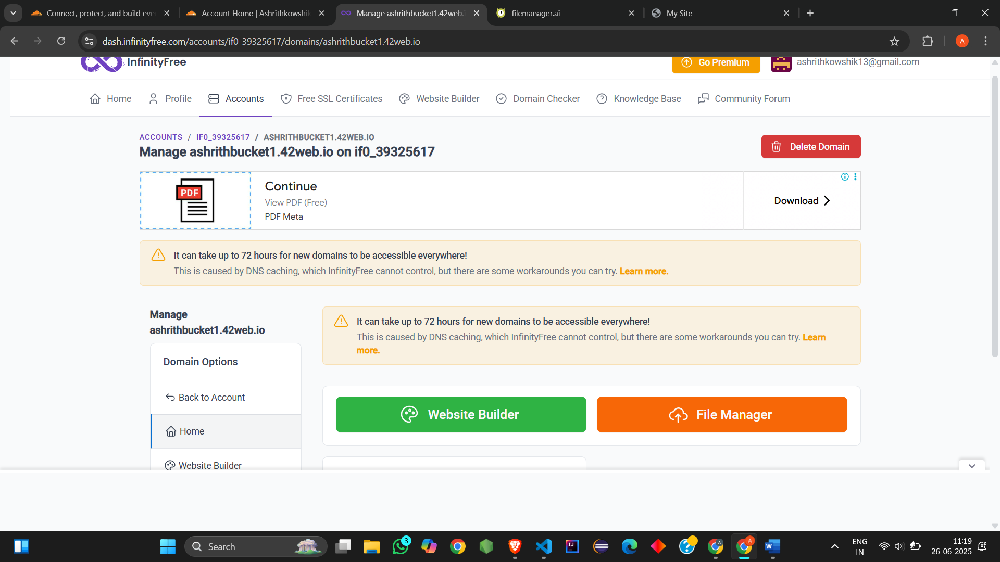 Connect, protect, and build eve
Account Home | Ashrithkowshik
Manage ashrithbucket1.42web.i
filemanager.ai
My Site
dash.infinityfree.com/accounts/if0_39325617/domains/ashrithbucket1.42web.io
A
InfinityFree
Go Premium
ashrithkowshik13@gmail.com
Home
Profile
Accounts
Free SSL Certificates
Website Builder
Domain Checker
Knowledge Base
Community Forum
ACCOUNTS / IF0_39325617 / ASHRITHBUCKET1.42WEB.IO
Manage ashrithbucket1.42web.io on if0_39325617
Delete Domain
PDF
Continue
View PDF (Free)
PDF Meta
Download
It can take up to 72 hours for new domains to be accessible everywhere!
This is caused by DNS caching, which InfinityFree cannot control, but there are some workarounds you can try. Learn more.
Manage
ashrithbucket1.42web.io
Domain Options
Back to Account
Home
Website Builder
It can take up to 72 hours for new domains to be accessible everywhere!
This is caused by DNS caching, which InfinityFree cannot control, but there are some workarounds you can try. Learn
more.
Website Builder
File Manager
Search
3
IJ
A
A
W
ENG
IN
11:19
26-06-2025